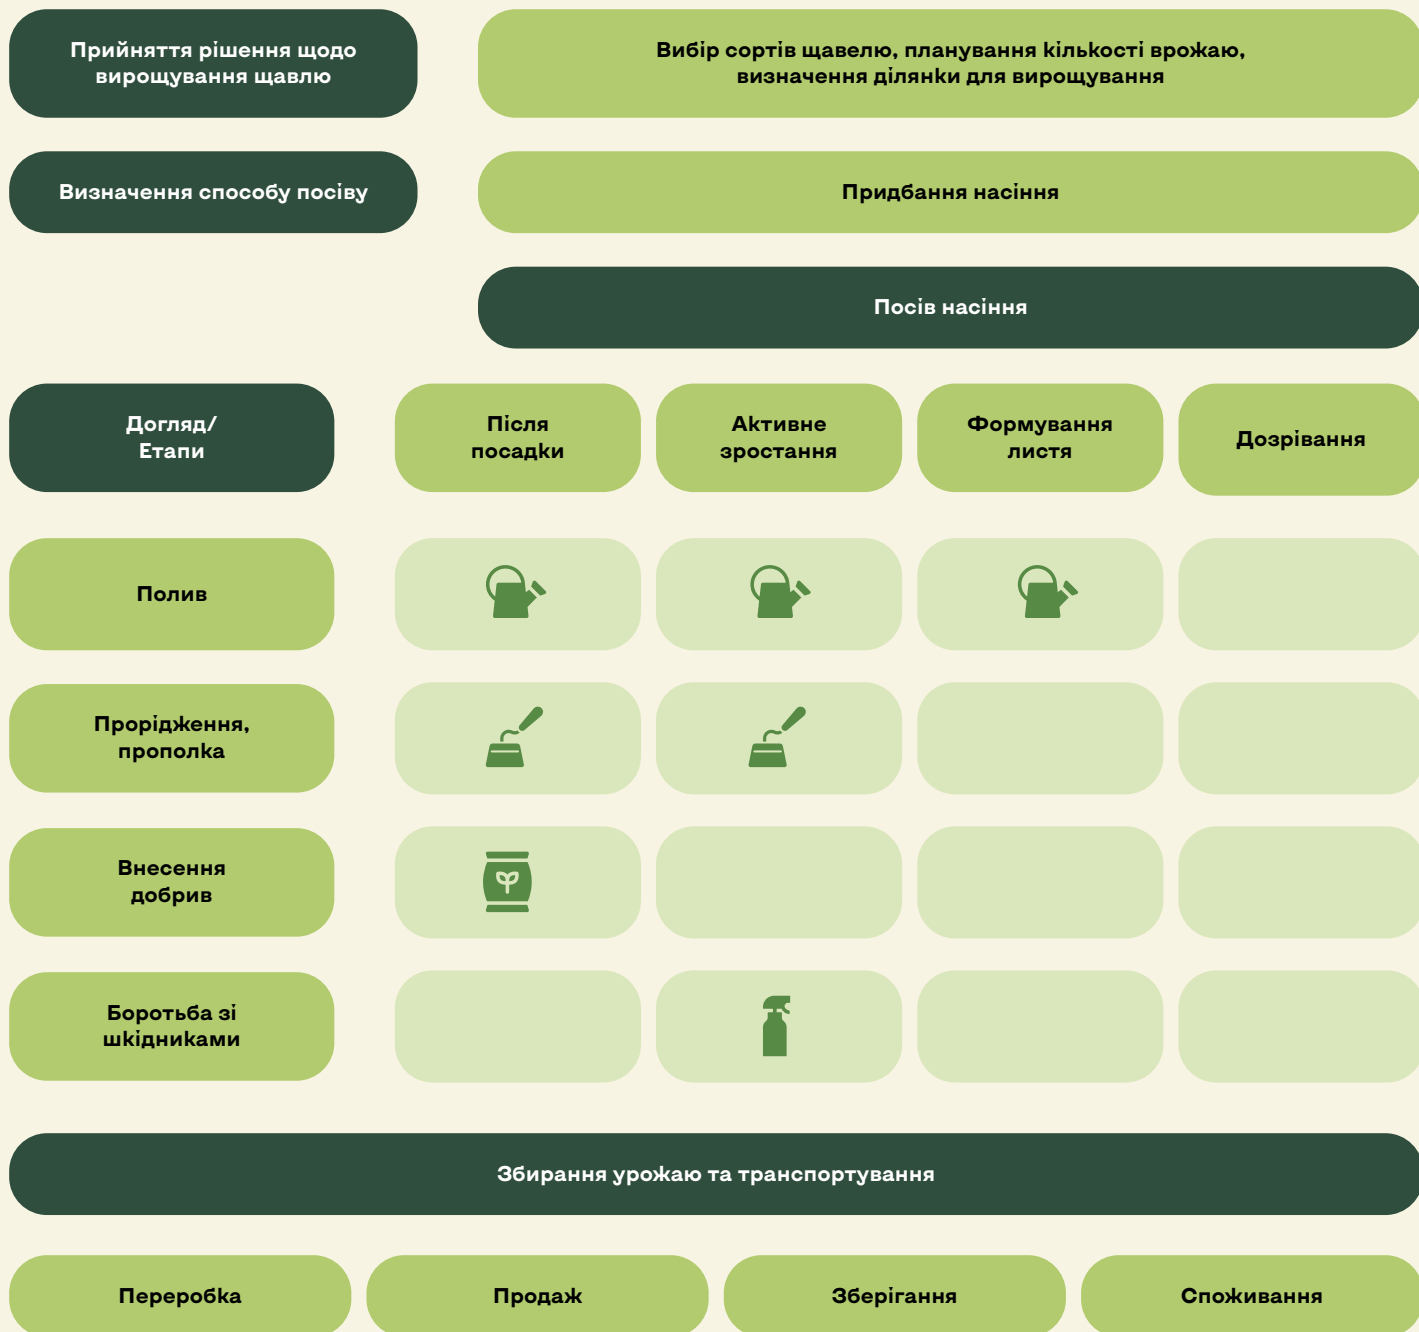 Прийняття рішення щодо
вирощування щавлю
Вибір сортів щавелю, планування кількості врожаю,
визначення ділянки для вирощування
Визначення способу посіву
Придбання насіння
Посів насіння
Догляд/
Етапи
Після
посадки
Активне
зростання
Формування
листя
Дозрівання
Полив
Прорідження,
прополка
Внесення
добрив
Боротьба зі
шкідниками
Збирання урожаю та транспортування
Переробка
Продаж
Зберігання
Споживання